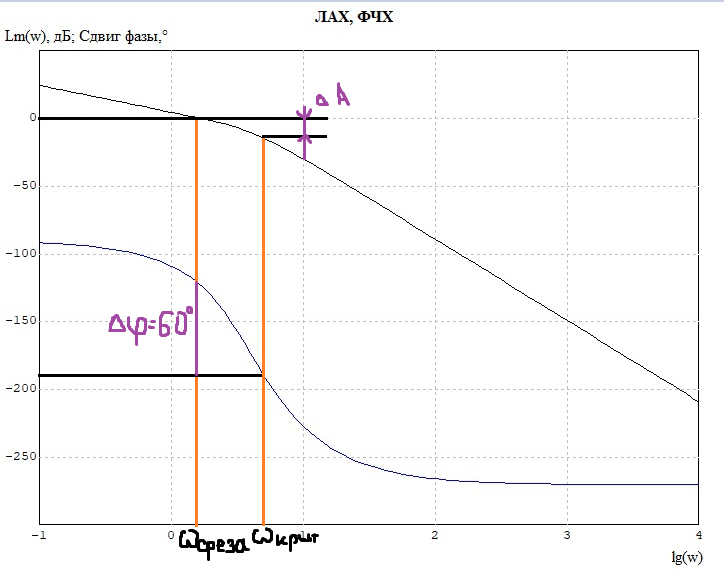 ЛАХ, ФЧХ
Lm(w), дБ; Сдвиг фазы,°
ΔA
0
-50
-100
-150
-200
-250
Δφ=60°
-1
0
1
2
3
4
ωсреза
ωкрит
lg(w)